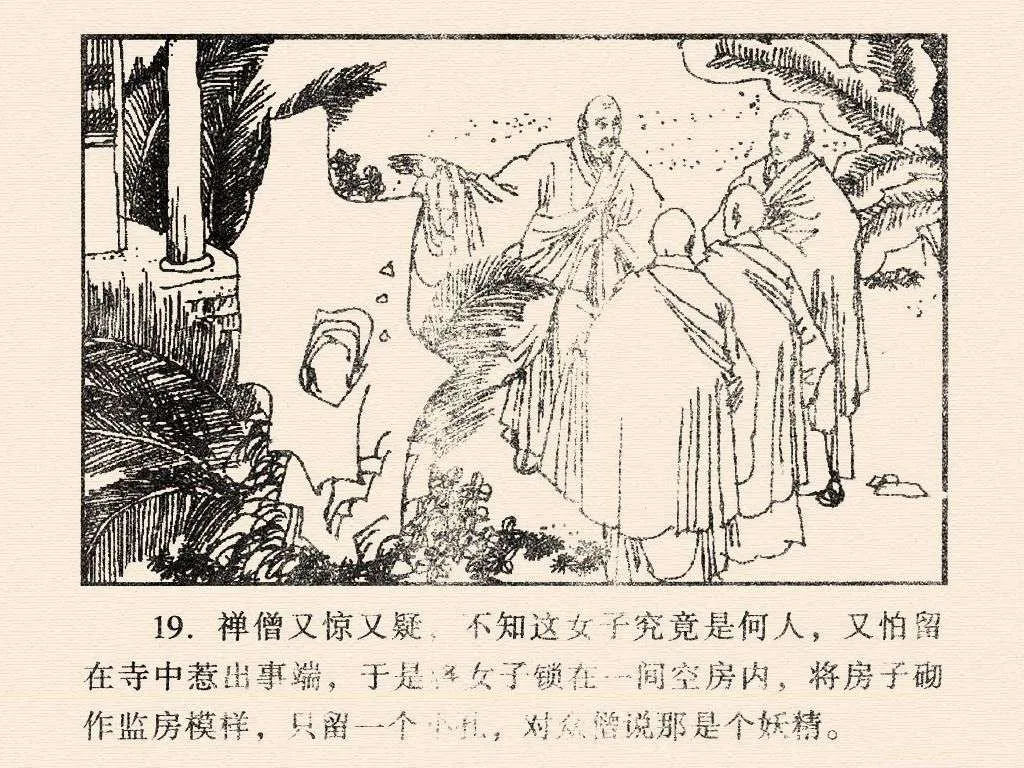 19. 禅僧又惊又疑, 不知这女子究竟是何人，又怕留
在寺中惹出事端，于是 女子锁在一间空房内，将房子砌
作监房模样，只留一个小孔，对众僧说那是个妖精。